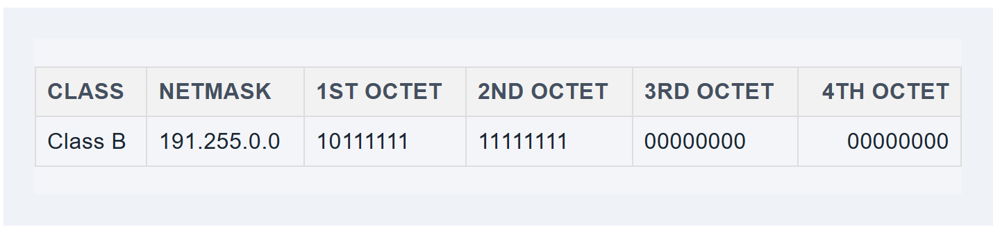 CLASS NETMASK 1ST OCTET 2ND OCTET 3RD OCTET 4TH OCTET
Class B 191.255.0.0 10111111 11111111 00000000 00000000